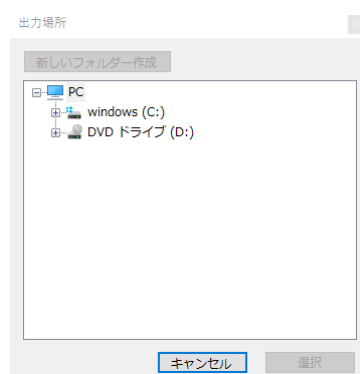 出力場所
新しいフォルダー作成
PC
windows (C:)
DVD ドライブ (D:)
キャンセル
選択